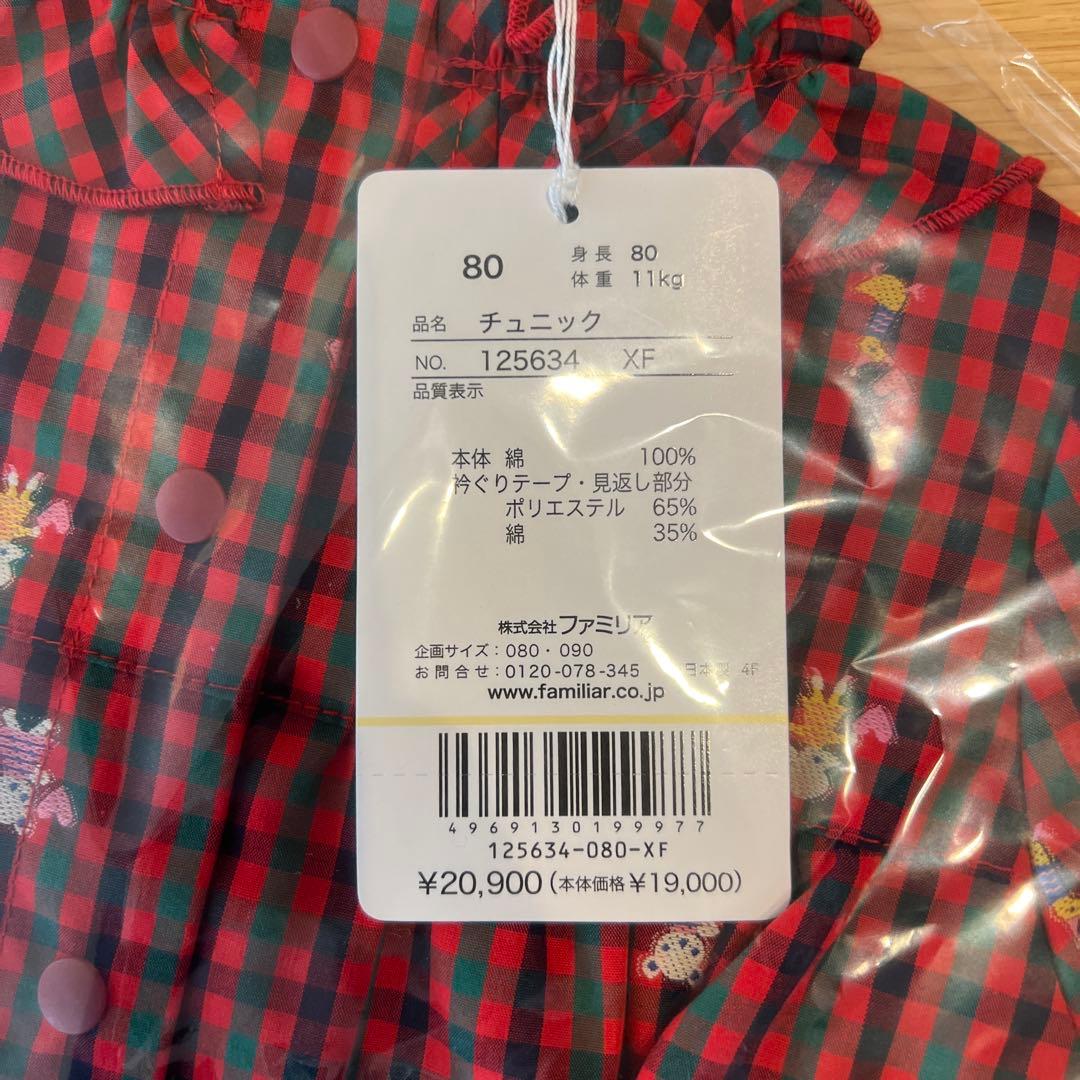 80
身長 80
体重 11kg
品名 チュニック
NO. 125634 XF
品質表示
本体 綿 100%
衿ぐりテープ・見返し部分
ポリエステル 65%
綿 35%
株式会社ファミリア
企画サイズ：080・090
お問合せ：0120-078-345 日本製 4F
www.familiar.co.jp
4969130199977
125634-080-XF
¥20,900(本体価格¥19,000)